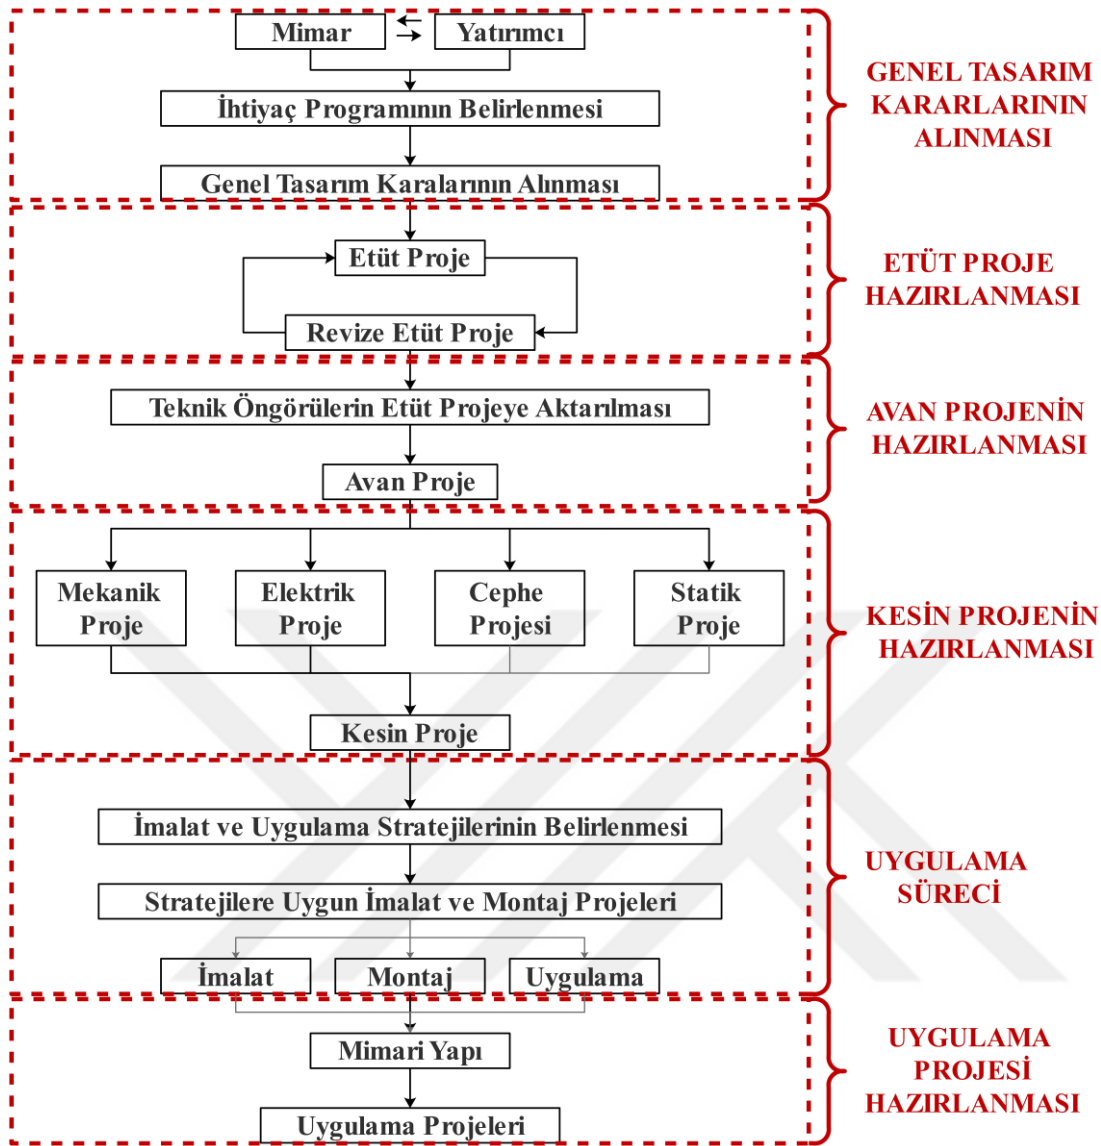 Mimar
Yatırımcı
GENEL TASARIM
KARARLARININ
ALINMASI
İhtiyaç Programının Belirlenmesi
Genel Tasarım Karalarının Alınması
Etüt Proje
Revize Etüt Proje
ETÜT PROJE
HAZIRLANMASI
Teknik Öngörülerin Etüt Projeye Aktarılması
Avan Proje
AVAN PROJENİN
HAZIRLANMASI
Mekanik
Proje
Elektrik
Proje
Cephe
Projesi
Statik
Proje
Kesin Proje
KESİN PROJENİN
HAZIRLANMASI
İmalat ve Uygulama Stratejilerinin Belirlenmesi
Stratejilere Uygun İmalat ve Montaj Projeleri
İmalat
Montaj
Uygulama
UYGULAMA
SÜRECİ
Mimari Yapı
Uygulama Projeleri
UYGULAMA
PROJESİ
HAZIRLANMASI